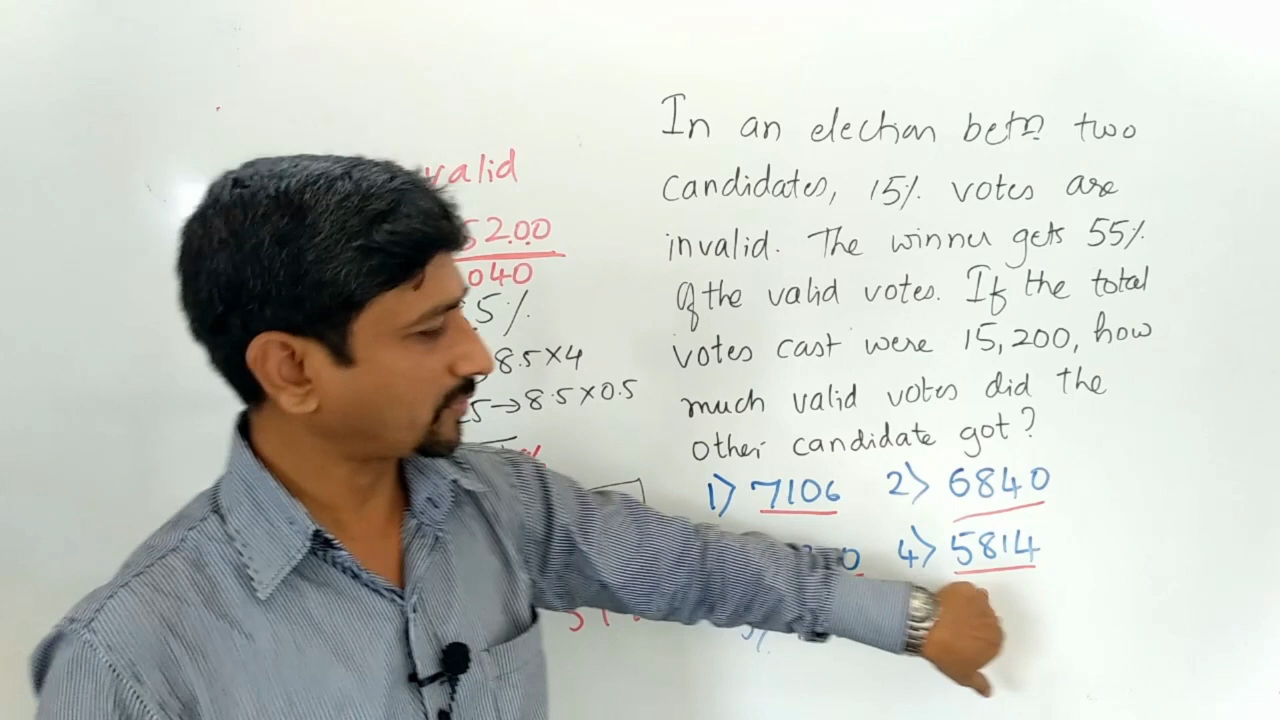 In an election betn two
candidates, 15% votes are
invalid. The winner gets 55%
of the valid votes. If the total
votes cast were 15,200, how
much valid votes did the
other candidate got?
1) 7106 2) 6840
4) 5814
valid
5200
040
5%
8.5×4
5→8.5×0.5
%